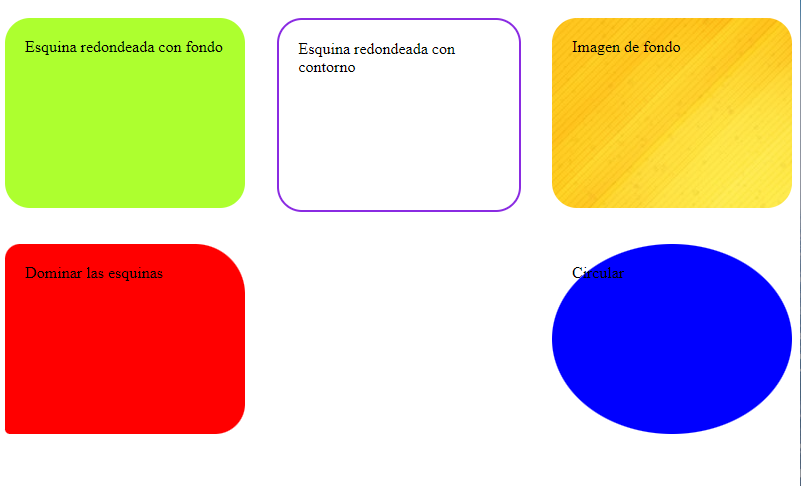 Esquina redondeada con fondo
Esquina redondeada con
contorno
Imagen de fondo
Dominar las esquinas
Circular